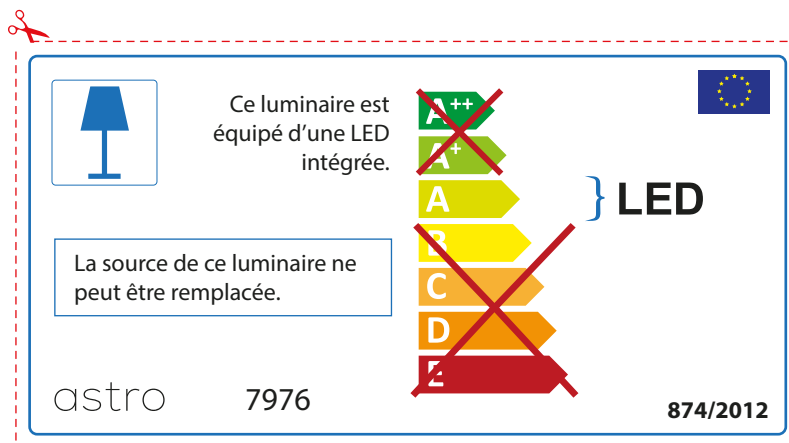 Ce luminaire est
équipé d’une LED
intégrée.
A++
A+
A
B
C
D
E
LED
La source de ce luminaire ne
peut être remplacée.
astro
7976
874/2012